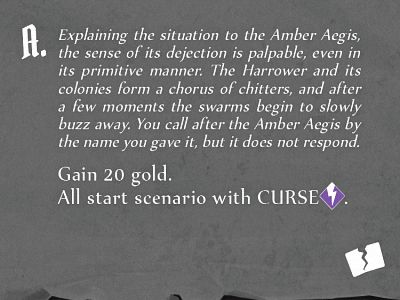 A. Explaining the situation to the Amber Aegis,
the sense of its dejection is palpable, even in
its primitive manner. The Harrower and its
colonies form a chorus of chitters, and after
a few moments the swarms begin to slowly
buzz away. You call after the Amber Aegis by
the name you gave it, but it does not respond.
Gain 20 gold.
All start scenario with CURSE.